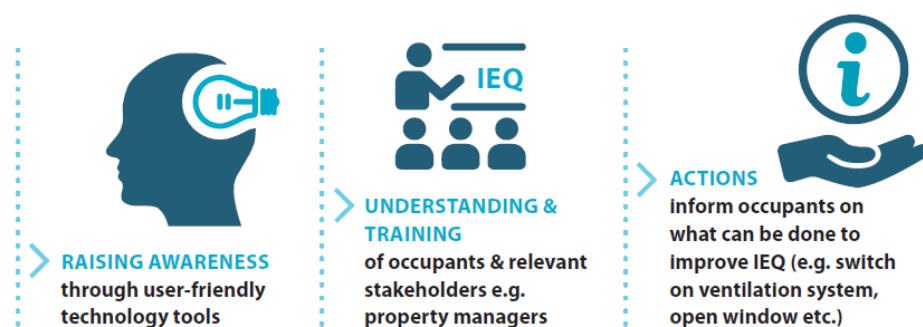 RAISING AWARENESS
through user-friendly
technology tools
IEQ
UNDERSTANDING &
TRAINING
of occupants & relevant
stakeholders e.g.
property managers
i
ACTIONS
inform occupants on
what can be done to
improve IEQ (e.g. switch
on ventilation system,
open window etc.)